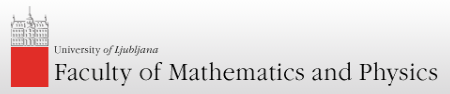 University of Ljubljana
Faculty of Mathematics and Physics